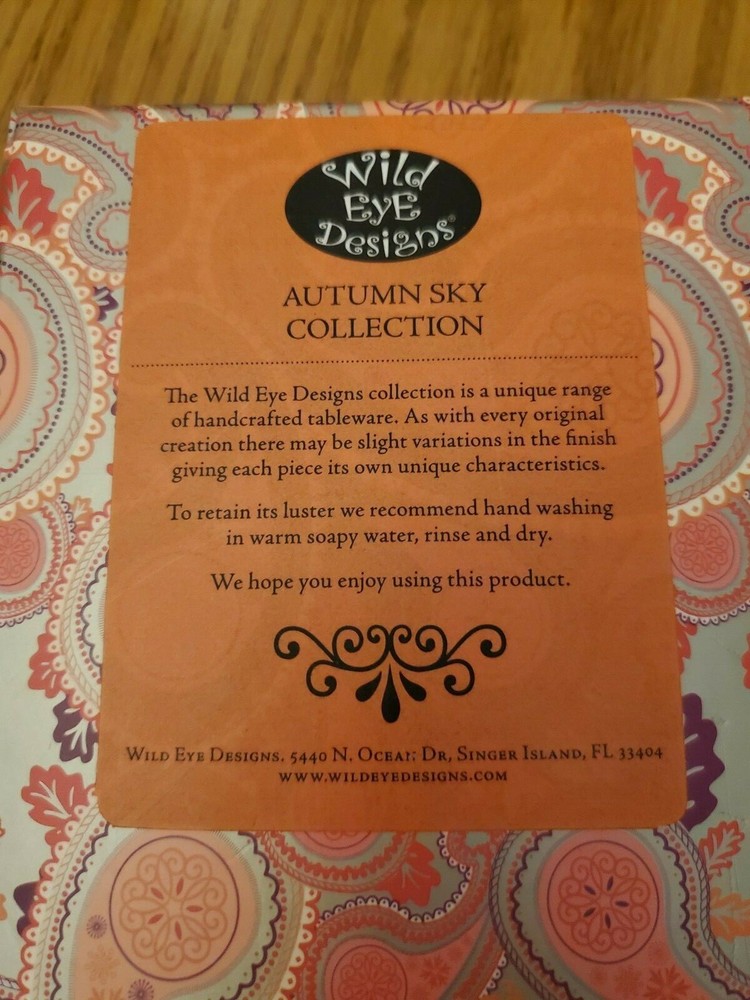 Wild
EyE
Designs®
AUTUMN SKY
COLLECTION
The Wild Eye Designs collection is a unique range
of handcrafted tableware. As with every original
creation there may be slight variations in the finish
giving each piece its own unique characteristics.
To retain its luster we recommend hand washing
in warm soapy water, rinse and dry.
We hope you enjoy using this product.
Wild Eye Designs, 5440 N. Ocean Dr, Singer Island, FL 33404
www.wildeyedesigns.com